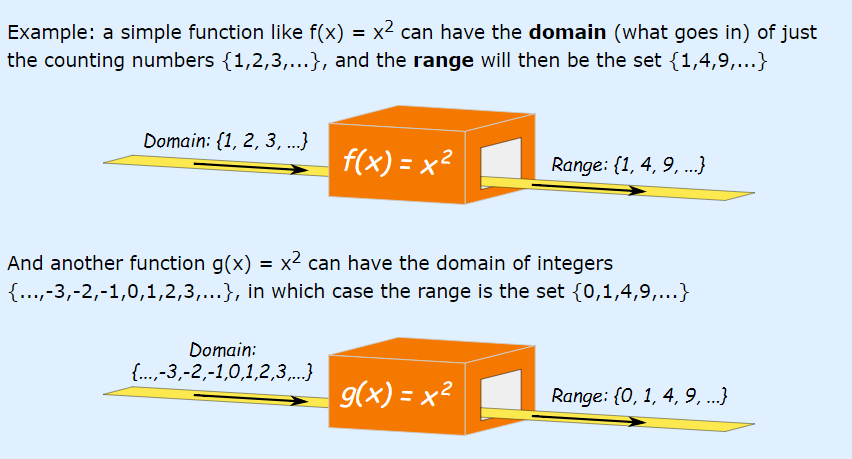 Example: a simple function like f(x) = x² can have the domain (what goes in) of just
the counting numbers {1,2,3,...}, and the range will then be the set {1,4,9,...}
Domain: {1, 2, 3, ...}
f(x) = x²
Range: {1, 4, 9, ...}
And another function g(x) = x² can have the domain of integers
{...,-3,-2,-1,0,1,2,3,...}, in which case the range is the set {0,1,4,9,...}
Domain:
{...,-3,-2,-1,0,1,2,3,...}
g(x) = x²
Range: {0, 1, 4, 9, ...}